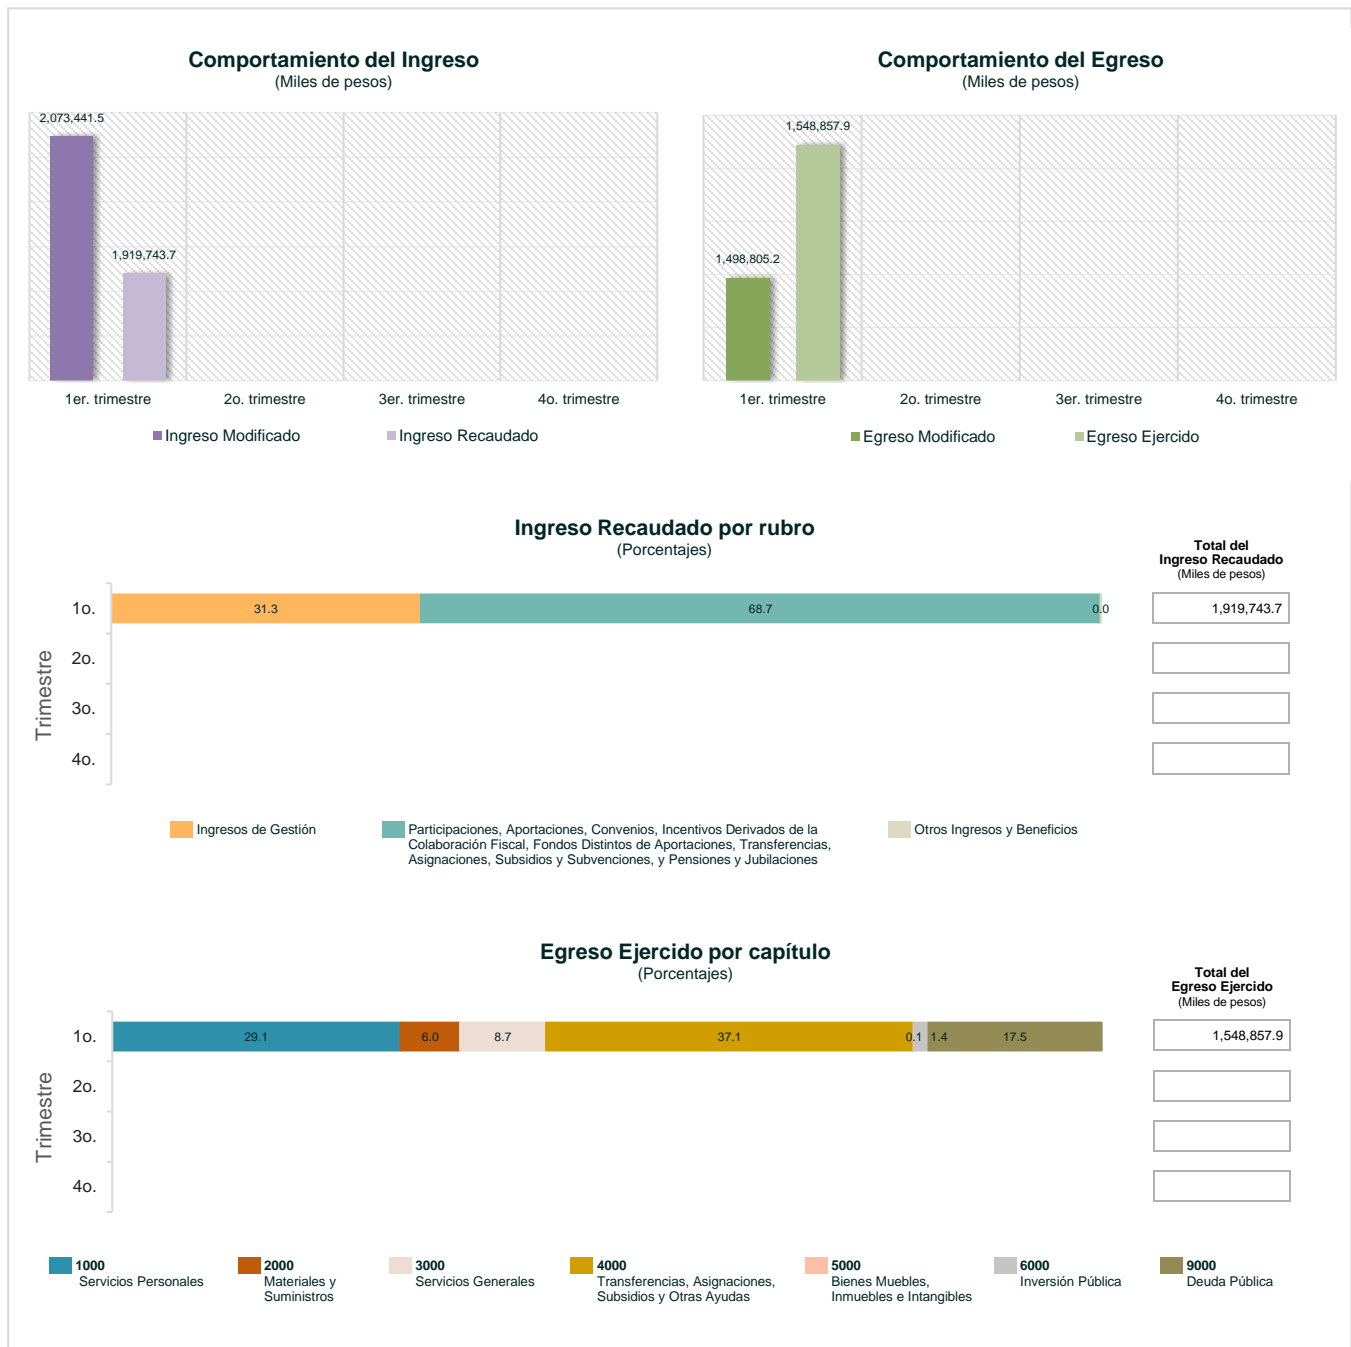 Comportamiento del Ingreso
(Miles de pesos)
2,073,441.5
1,919,743.7
1er. trimestre
2o. trimestre
3er. trimestre
4o. trimestre
Ingreso Modificado
Ingreso Recaudado
Comportamiento del Egreso
(Miles de pesos)
1,548,857.9
1,498,805.2
1er. trimestre
2o. trimestre
3er. trimestre
4o. trimestre
Egreso Modificado
Egreso Ejercido
Ingreso Recaudado por rubro
(Porcentajes)
Total del
Ingreso Recaudado
(Miles de pesos)
Trimestre
1o.
31.3
68.7
0.0
1,919,743.7
2o.
3o.
4o.
Ingresos de Gestión
Participaciones, Aportaciones, Convenios, Incentivos Derivados de la
Colaboración Fiscal, Fondos Distintos de Aportaciones, Transferencias,
Asignaciones, Subsidios y Subvenciones, y Pensiones y Jubilaciones
Otros Ingresos y Beneficios
Egreso Ejercido por capítulo
(Porcentajes)
Total del
Egreso Ejercido
(Miles de pesos)
Trimestre
1o.
29.1
6.0
8.7
37.1
0.1
1.4
17.5
1,548,857.9
2o.
3o.
4o.
1000
Servicios Personales
2000
Materiales y
Suministros
3000
Servicios Generales
4000
Transferencias, Asignaciones,
Subsidios y Otras Ayudas
5000
Bienes Muebles,
Inmuebles e Intangibles
6000
Inversión Pública
9000
Deuda Pública